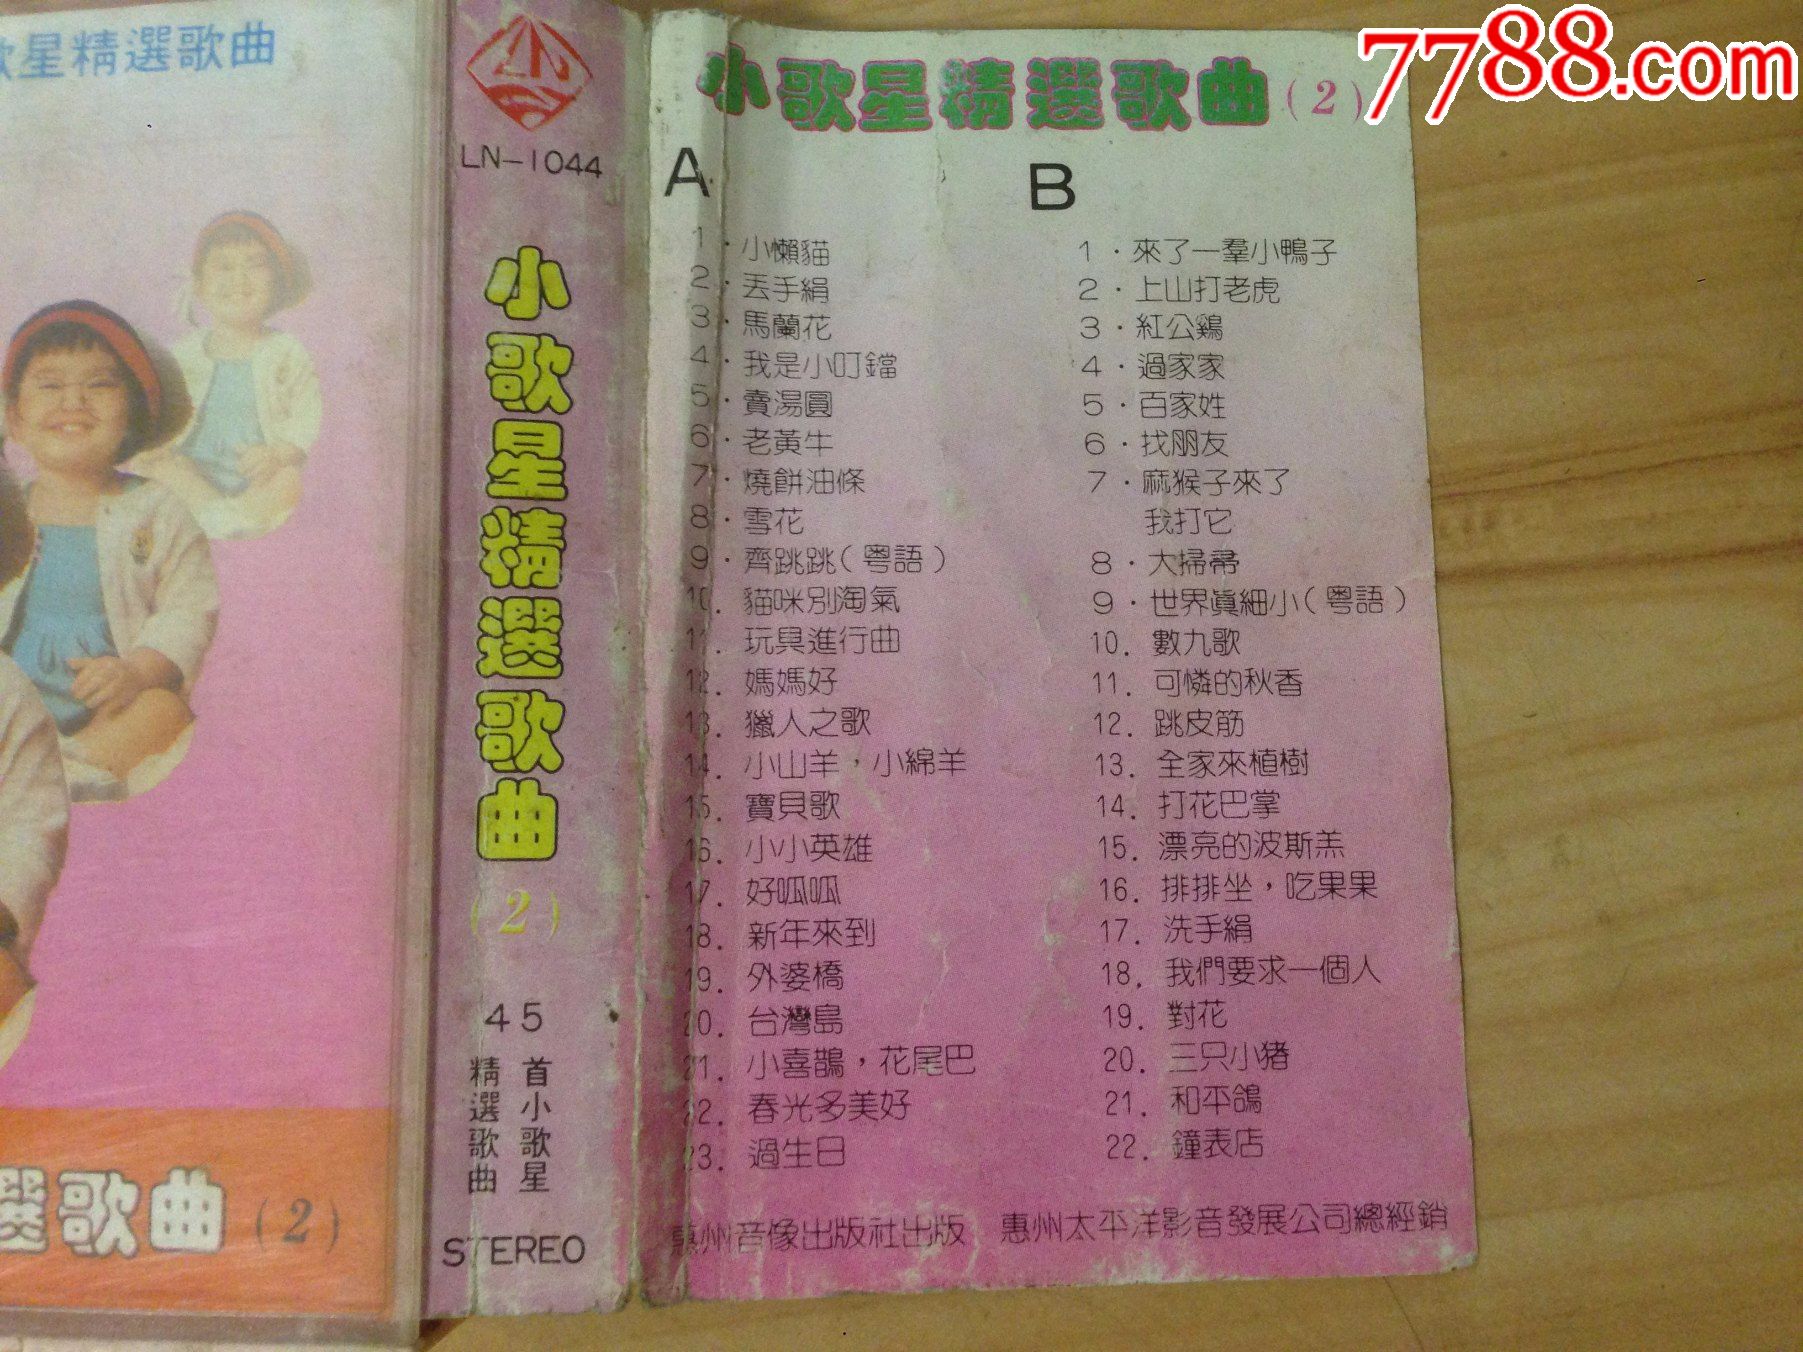 歌星精選歌曲
選歌曲(2)
LN-1044
小歌星精選歌曲
(2)
45
首小歌星
精選歌曲
STEREO
7788.com
小歌星精選歌曲(2)
A
1·小懶貓
2·丟手絹
3·馬蘭花
4·我是小叮鐺
5·賣湯圓
6·老黃牛
7·燒餅油條
8·雪花
9·齊跳跳(粵語)
10.貓咪別淘氣
11.玩具進行曲
12.媽媽好
13.獵人之歌
14.小山羊，小綿羊
15.寶貝歌
16.小小英雄
17.好呱呱
18.新年來到
19.外婆橋
20.台灣島
21.小喜鵲，花尾巴
22.春光多美好
23.過生日
B
1·來了一羣小鴨子
2·上山打老虎
3·紅公鷄
4·過家家
5·百家姓
6·找朋友
7·麻猴子來了
我打它
8·大掃帚
9·世界眞細小(粵語)
10.數九歌
11.可憐的秋香
12.跳皮筋
13.全家來植樹
14.打花巴掌
15.漂亮的波斯羔
16.排排坐，吃果果
17.洗手絹
18.我們要求一個人
19.對花
20.三只小猪
21.和平鴿
22.鐘表店
惠州音像出版社出版 惠州太平洋影音發展公司總經銷